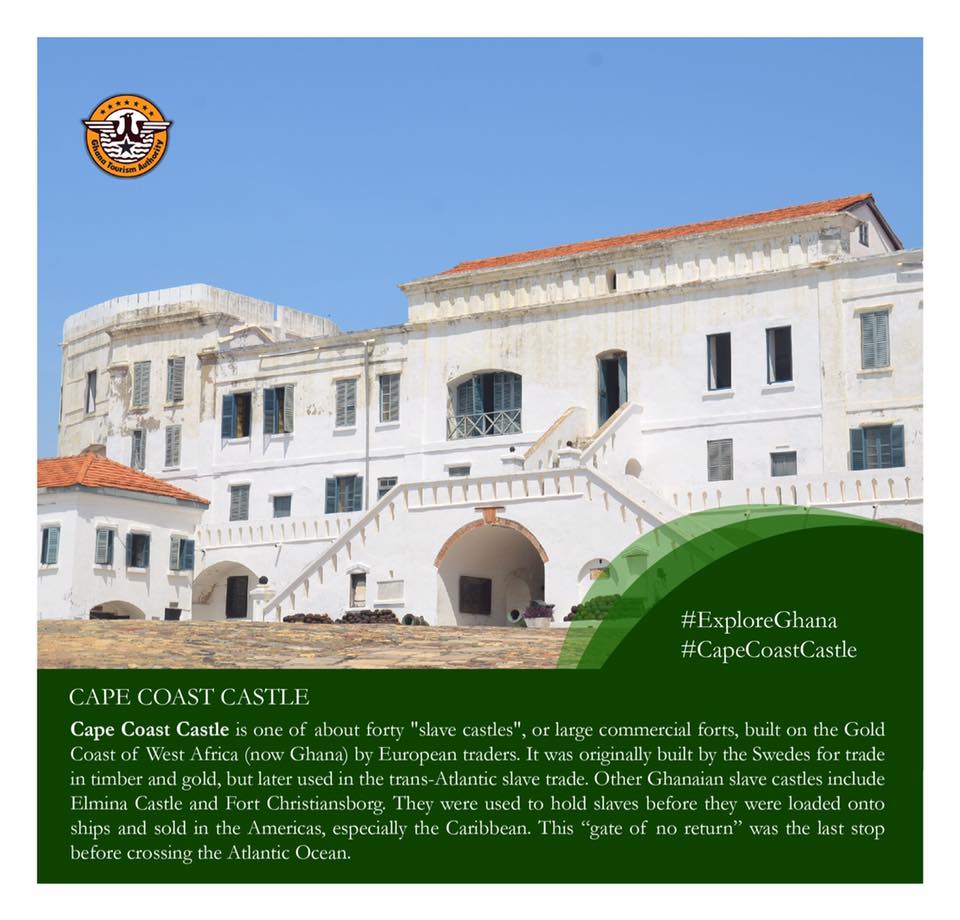 Ghana Tourism Authority
#ExploreGhana
#CapeCoastCastle
CAPE COAST CASTLE
Cape Coast Castle is one of about forty "slave castles", or large commercial forts, built on the Gold
Coast of West Africa (now Ghana) by European traders. It was originally built by the Swedes for trade
in timber and gold, but later used in the trans-Atlantic slave trade. Other Ghanaian slave castles include
Elmina Castle and Fort Christiansborg. They were used to hold slaves before they were loaded onto
ships and sold in the Americas, especially the Caribbean. This “gate of no return” was the last stop
before crossing the Atlantic Ocean.